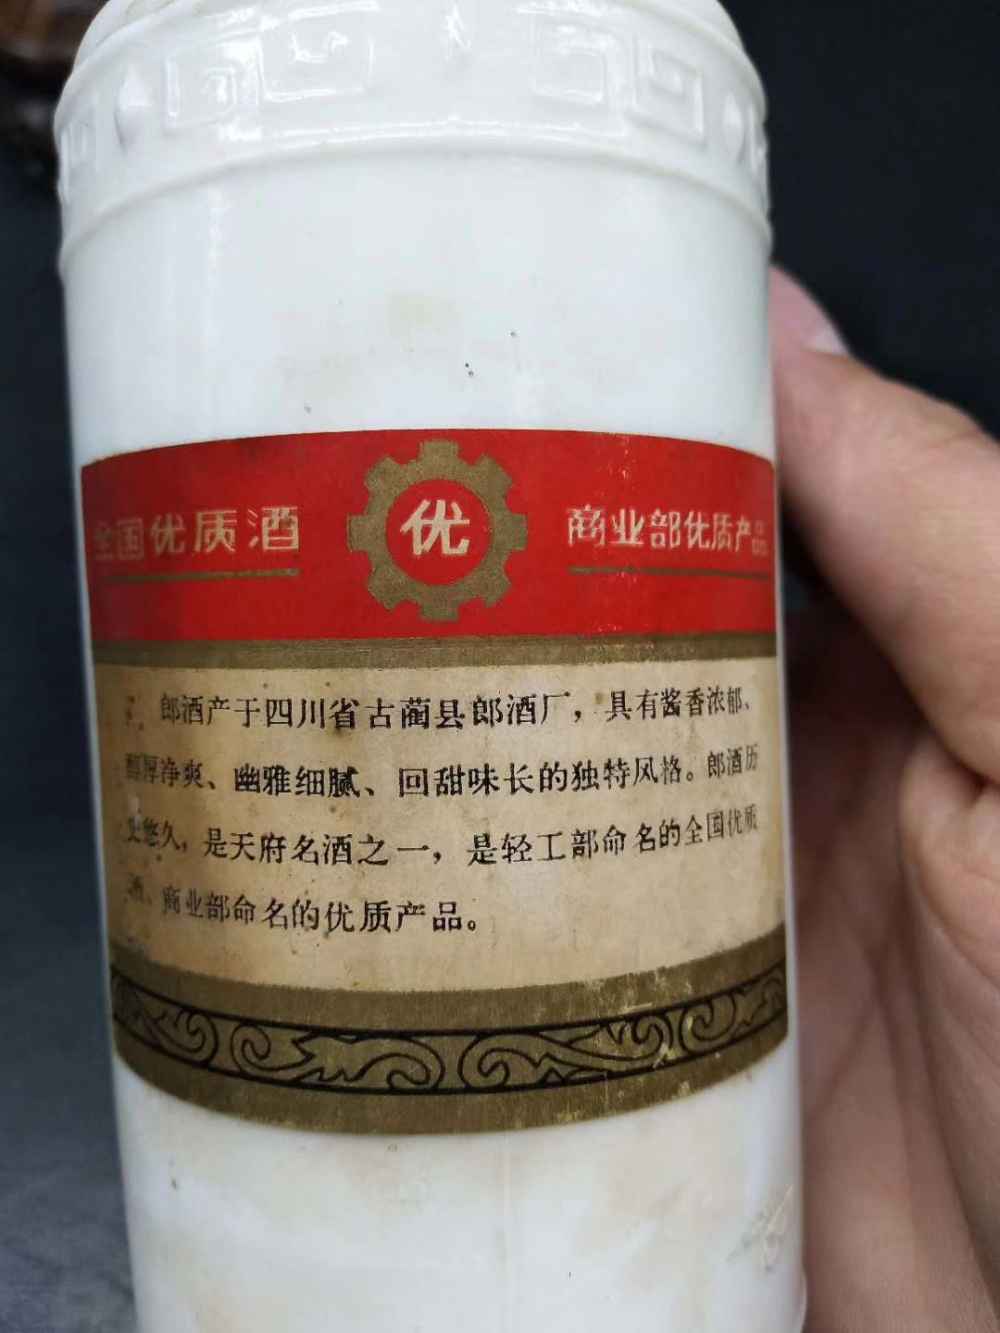 全国优质酒 优 商业部优质产品
郎酒产于四川省古蔺县郎酒厂，具有酱香浓郁、
醇厚净爽、幽雅细腻、回甜味长的独特风格。郎酒历
史悠久，是天府名酒之一，是轻工部命名的全国优质
酒、商业部命名的优质产品。